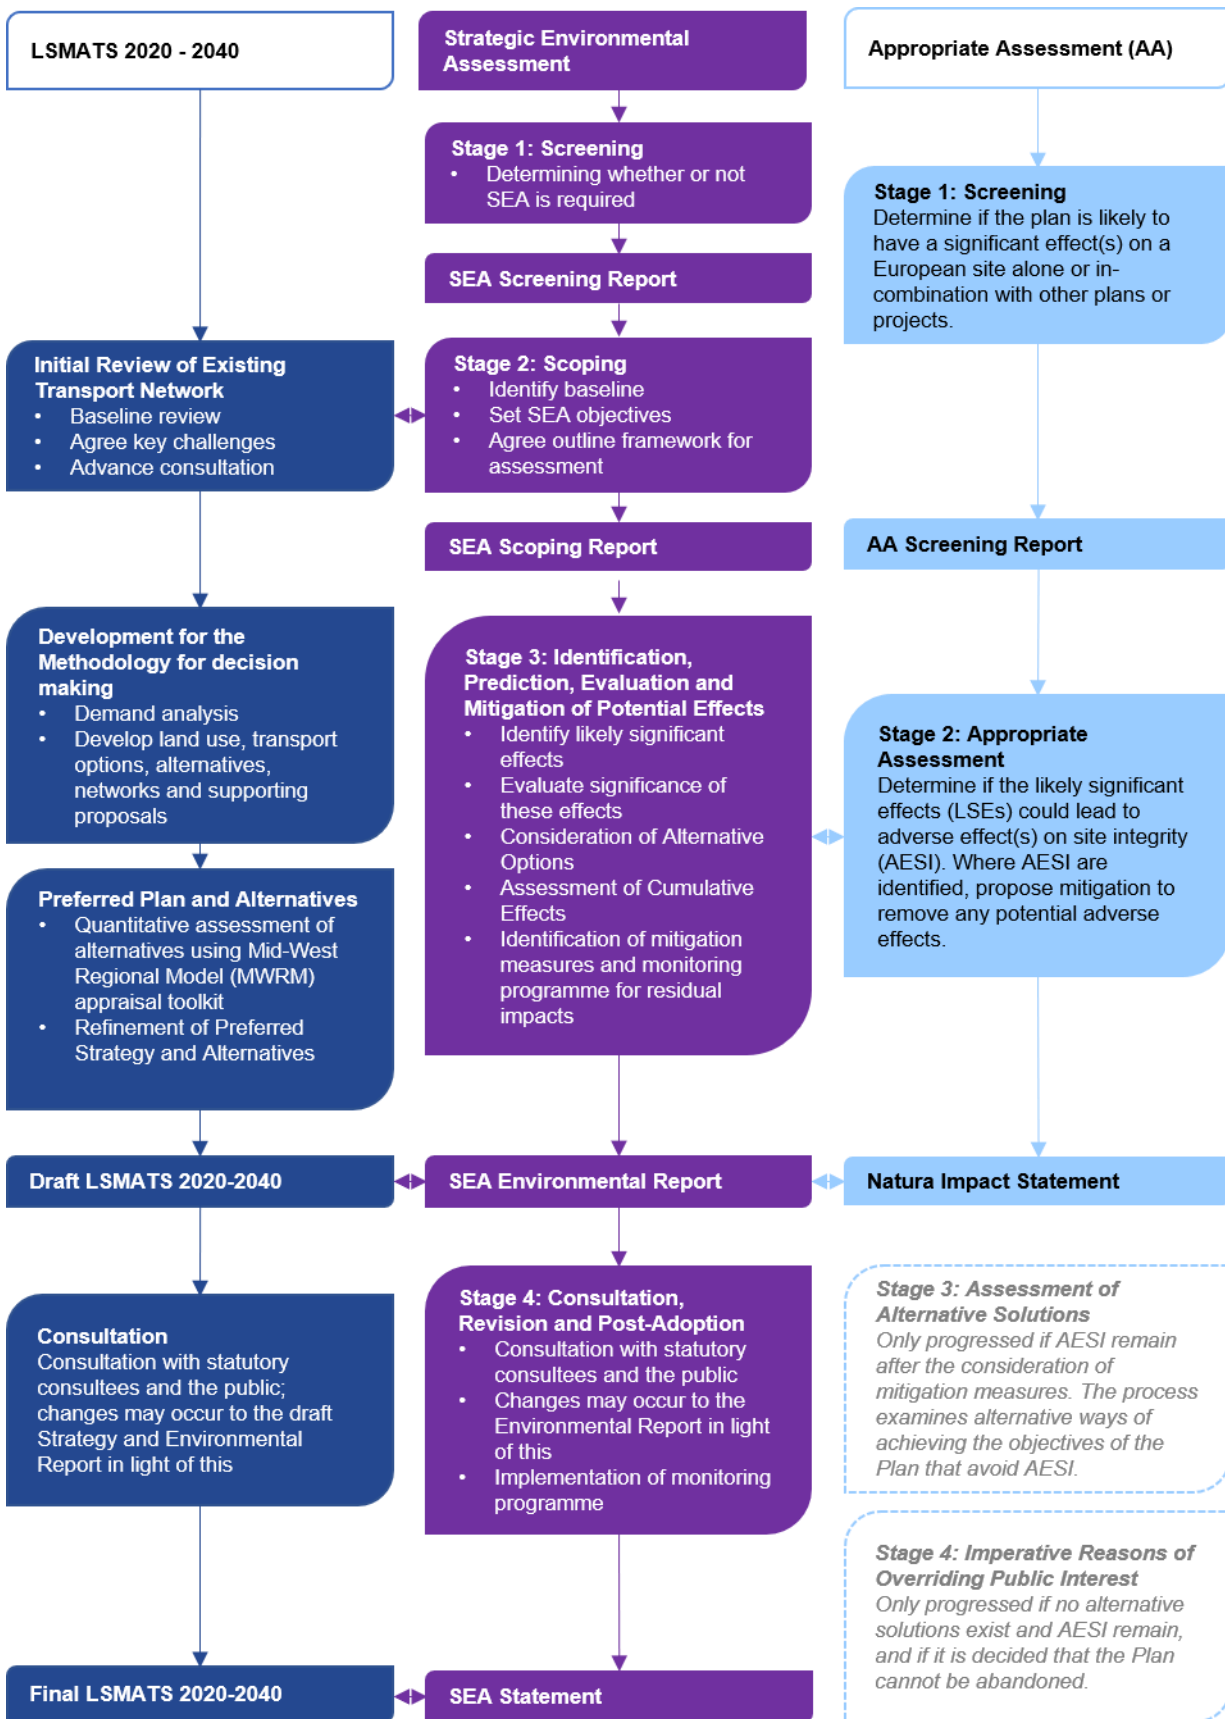 LSMATS 2020 - 2040
Initial Review of Existing
Transport Network
• Baseline review
• Agree key challenges
• Advance consultation
Development for the
Methodology for decision
making
• Demand analysis
• Develop land use, transport
options, alternatives,
networks and supporting
proposals
Preferred Plan and Alternatives
• Quantitative assessment of
alternatives using Mid-West
Regional Model (MWRM)
appraisal toolkit
• Refinement of Preferred
Strategy and Alternatives
Draft LSMATS 2020-2040
Consultation
Consultation with statutory
consultees and the public;
changes may occur to the draft
Strategy and Environmental
Report in light of this
Final LSMATS 2020-2040
Strategic Environmental
Assessment
Stage 1: Screening
• Determining whether or not
SEA is required
SEA Screening Report
Stage 2: Scoping
• Identify baseline
• Set SEA objectives
• Agree outline framework for
assessment
SEA Scoping Report
Stage 3: Identification,
Prediction, Evaluation and
Mitigation of Potential Effects
• Identify likely significant
effects
• Evaluate significance of
these effects
• Consideration of Alternative
Options
• Assessment of Cumulative
Effects
• Identification of mitigation
measures and monitoring
programme for residual
impacts
SEA Environmental Report
Stage 4: Consultation,
Revision and Post-Adoption
• Consultation with statutory
consultees and the public
• Changes may occur to the
Environmental Report in light
of this
• Implementation of monitoring
programme
SEA Statement
Appropriate Assessment (AA)
Stage 1: Screening
Determine if the plan is likely to
have a significant effect(s) on a
European site alone or in-
combination with other plans or
projects.
AA Screening Report
Stage 2: Appropriate
Assessment
Determine if the likely significant
effects (LSEs) could lead to
adverse effect(s) on site integrity
(AESI). Where AESI are
identified, propose mitigation to
remove any potential adverse
effects.
Natura Impact Statement
Stage 3: Assessment of
Alternative Solutions
Only progressed if AESI remain
after the consideration of
mitigation measures. The process
examines alternative ways of
achieving the objectives of the
Plan that avoid AESI.
Stage 4: Imperative Reasons of
Overriding Public Interest
Only progressed if no alternative
solutions exist and AESI remain,
and if it is decided that the Plan
cannot be abandoned.